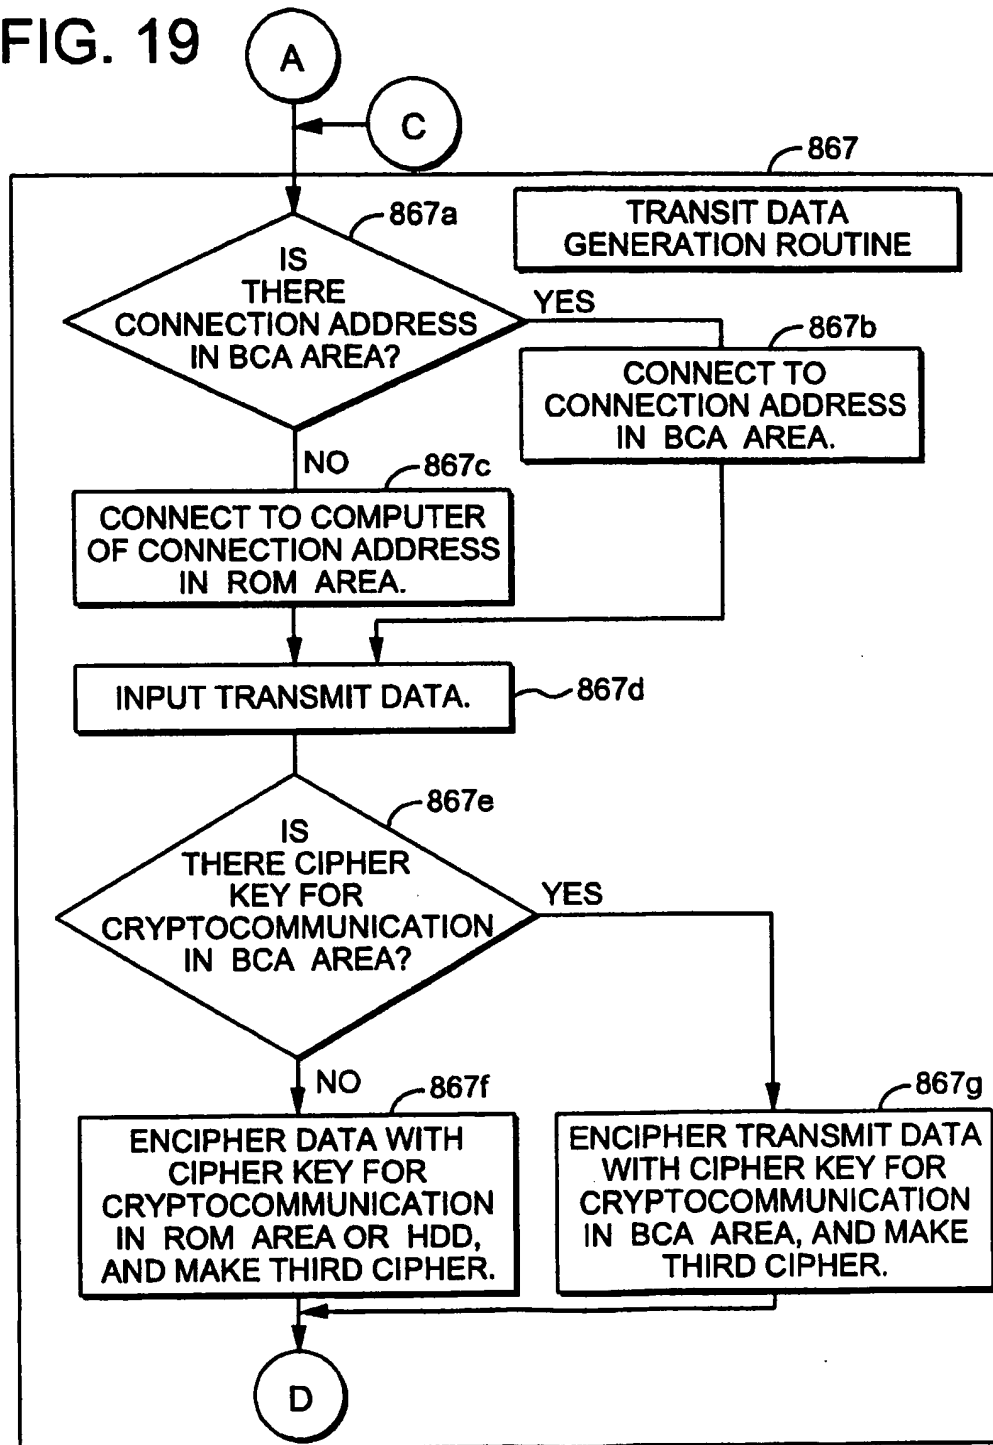 FIG. 19
A
C
867
TRANSIT DATA
GENERATION ROUTINE
867a
IS
THERE
CONNECTION ADDRESS
IN BCA AREA?
YES
867b
CONNECT TO
CONNECTION ADDRESS
IN BCA AREA.
NO
867c
CONNECT TO COMPUTER
OF CONNECTION ADDRESS
IN ROM AREA.
INPUT TRANSMIT DATA.
867d
867e
IS
THERE CIPHER
KEY FOR
CRYPTOCOMMUNICATION
IN BCA AREA?
YES
NO
867f
ENCIPHER DATA WITH
CIPHER KEY FOR
CRYPTOCOMMUNICATION
IN ROM AREA OR HDD,
AND MAKE THIRD CIPHER.
867g
ENCIPHER TRANSMIT DATA
WITH CIPHER KEY FOR
CRYPTOCOMMUNICATION
IN BCA AREA, AND MAKE
THIRD CIPHER.
D